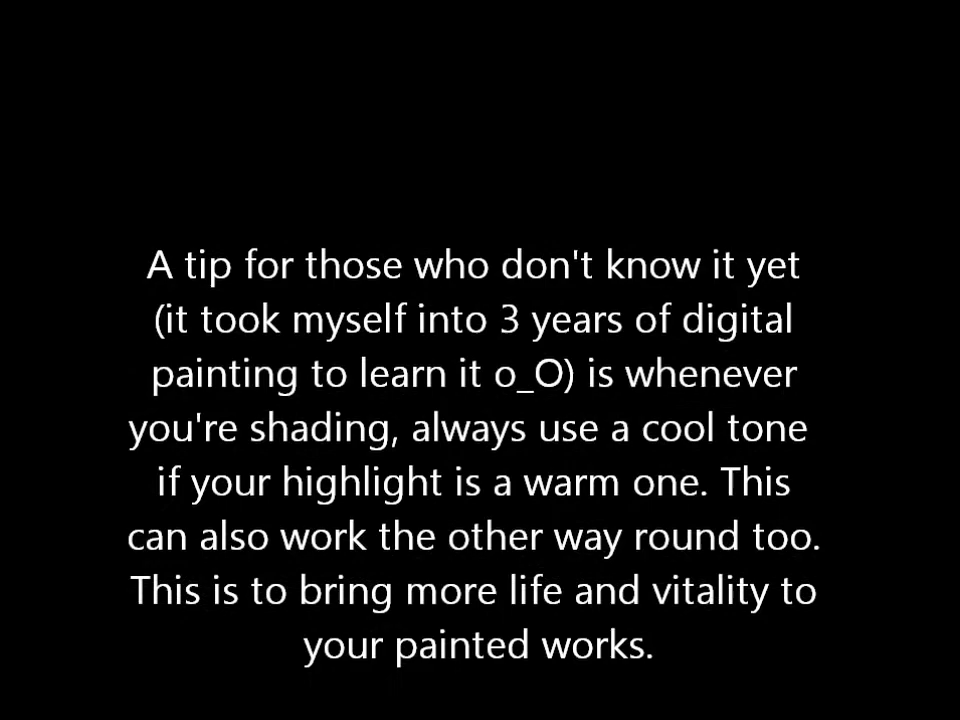 A tip for those who don't know it yet
(it took myself into 3 years of digital
painting to learn it o_O) is whenever
you're shading, always use a cool tone
if your highlight is a warm one. This
can also work the other way round too.
This is to bring more life and vitality to
your painted works.